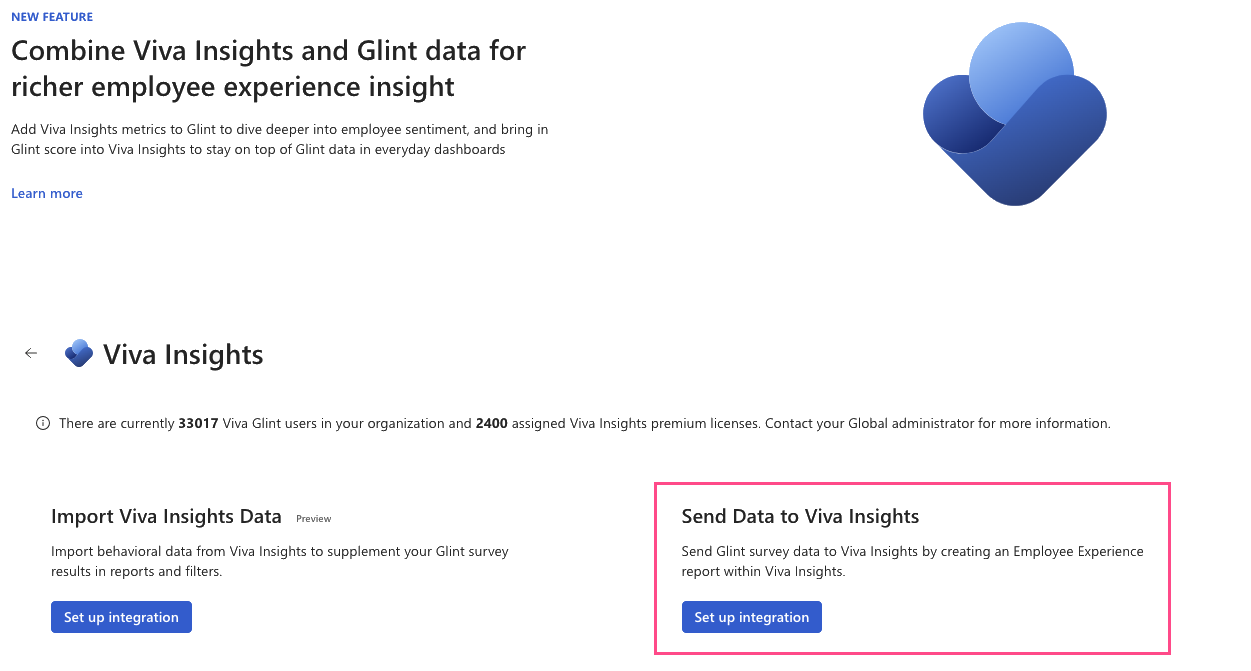 NEW FEATURE
Combine Viva Insights and Glint data for
richer employee experience insight
Add Viva Insights metrics to Glint to dive deeper into employee sentiment, and bring in
Glint score into Viva Insights to stay on top of Glint data in everyday dashboards
Learn more
Viva Insights
There are currently 33017 Viva Glint users in your organization and 2400 assigned Viva Insights premium licenses. Contact your Global administrator for more information.
Import Viva Insights Data Preview
Import behavioral data from Viva Insights to supplement your Glint survey
results in reports and filters.
Set up integration
Send Data to Viva Insights
Send Glint survey data to Viva Insights by creating an Employee Experience
report within Viva Insights.
Set up integration